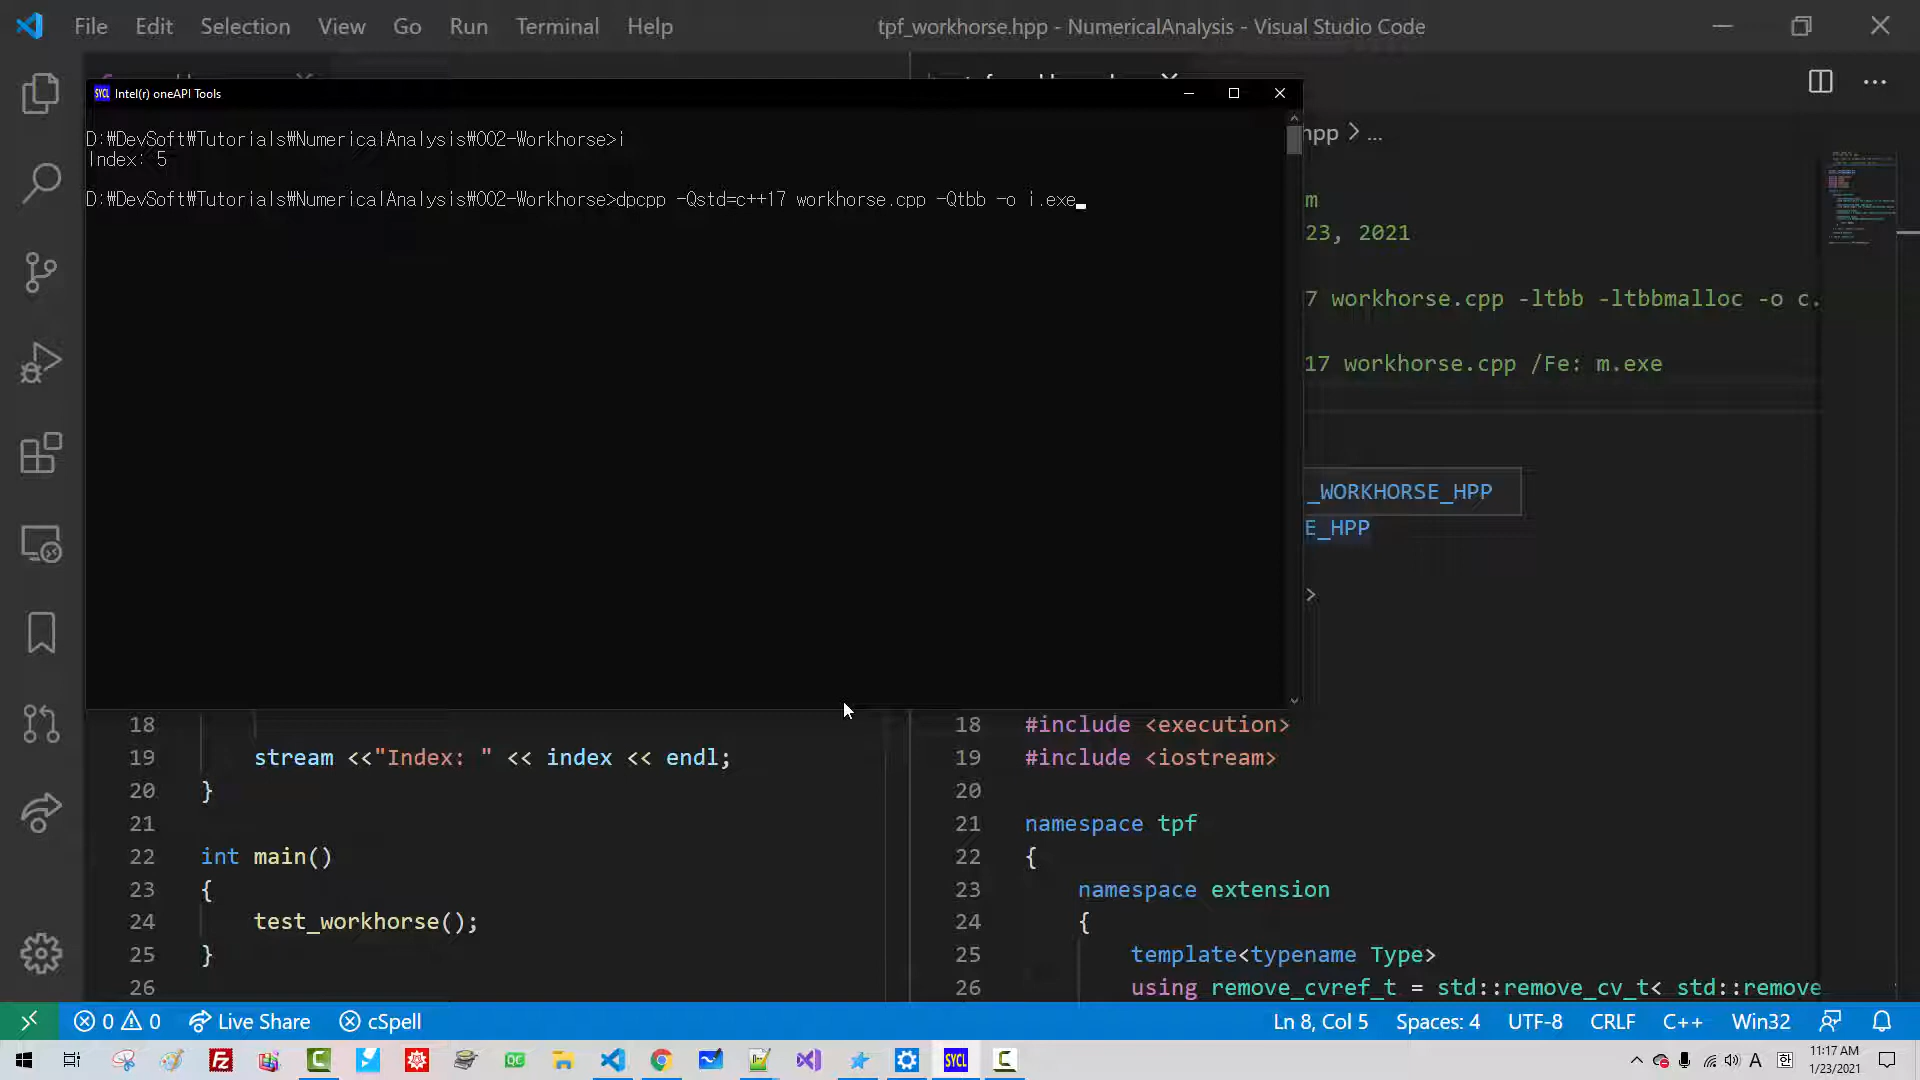 File Edit Selection View Go Run Terminal Help
tpf_workhorse.hpp - NumericalAnalysis - Visual Studio Code
SYCL Intel(r) oneAPI Tools
D:₩DevSoft₩Tutorials₩NumericalAnalysis₩002-Workhorse>i
Index: 5
D:₩DevSoft₩Tutorials₩NumericalAnalysis₩002-Workhorse>dpcpp -Qstd=c++17 workhorse.cpp -Qtbb -o i.exe
hpp > ...
m
23, 2021
7 workhorse.cpp -ltbb -ltbbmalloc -o c.
17 workhorse.cpp /Fe: m.exe
_WORKHORSE_HPP
E_HPP
>
18
19 stream <<"Index: " << index << endl;
20 }
21
22 int main()
23 {
24 test_workhorse();
25 }
26
18 #include <execution>
19 #include <iostream>
20
21 namespace tpf
22 {
23 namespace extension
24 {
25 template<typename Type>
26 using remove_cvref_t = std::remove_cv_t< std::remove
0 0 Live Share cSpell
Ln 8, Col 5 Spaces: 4 UTF-8 CRLF C++ Win32
QC
SYCL
A 한
11:17 AM
1/23/2021